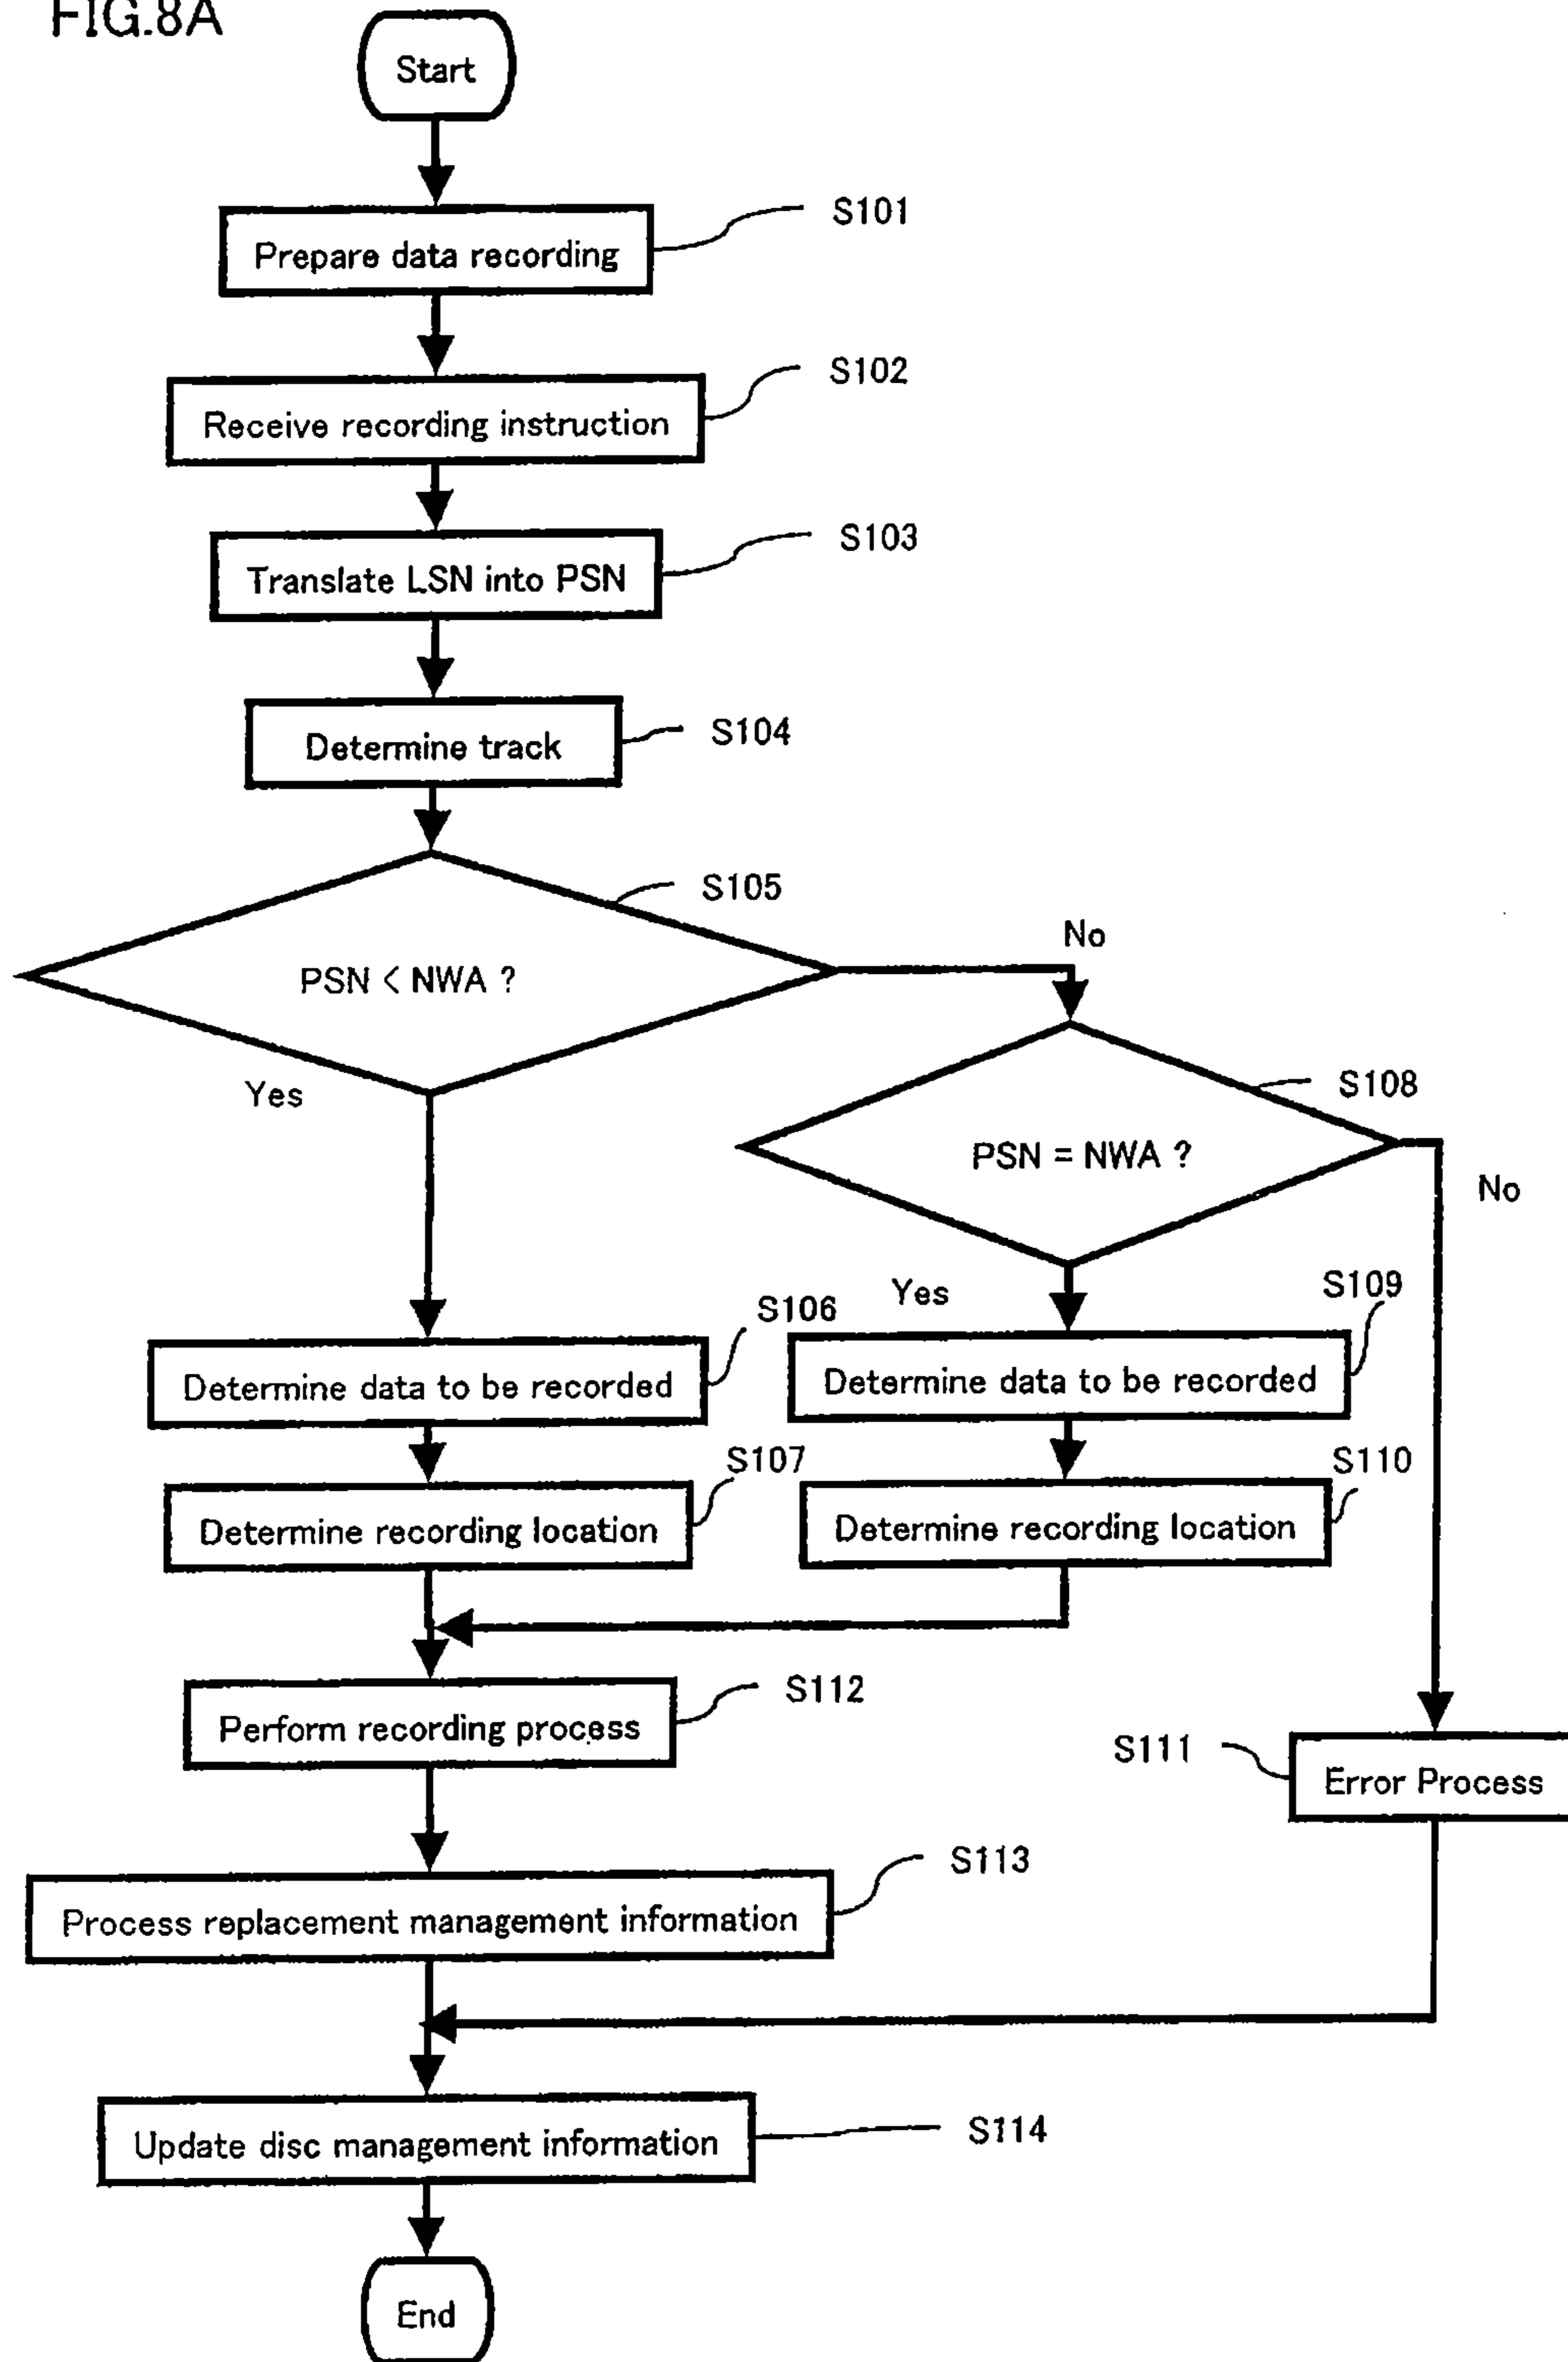 FIG.8A
Start
S101
Prepare data recording
S102
Receive recording instruction
S103
Translate LSN into PSN
S104
Determine track
S105
PSN < NWA ?
No
Yes
S108
PSN = NWA ?
No
Yes
S106
Determine data to be recorded
S109
Determine data to be recorded
S107
Determine recording location
S110
Determine recording location
S112
Perform recording process
S111
Error Process
S113
Process replacement management information
S114
Update disc management information
End